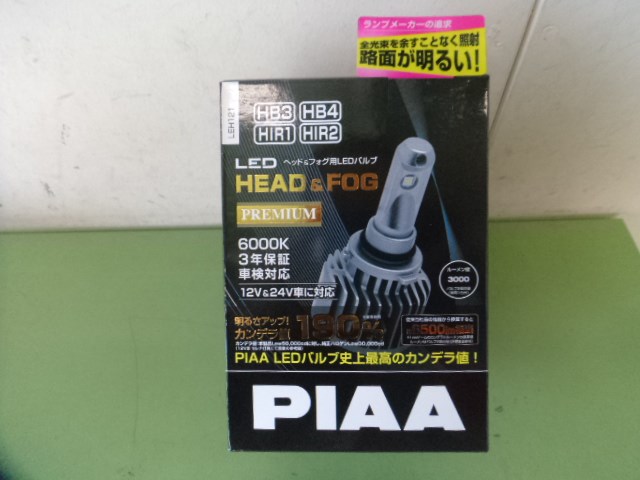 ランプメーカーの追求
全光束を余すことなく照射
路面が明るい!
LEH121
HB3 HB4
HIR1 HIR2
LED ヘッド&フォグ用LEDバルブ
HEAD & FOG
PREMIUM
6000K
3年保証
車検対応
12V&24V車に対応
ルーメン値
3000
明るさアップ!
カンデラ値 190%
PIAA LEDバルブ史上最高のカンデラ値!
PIAA